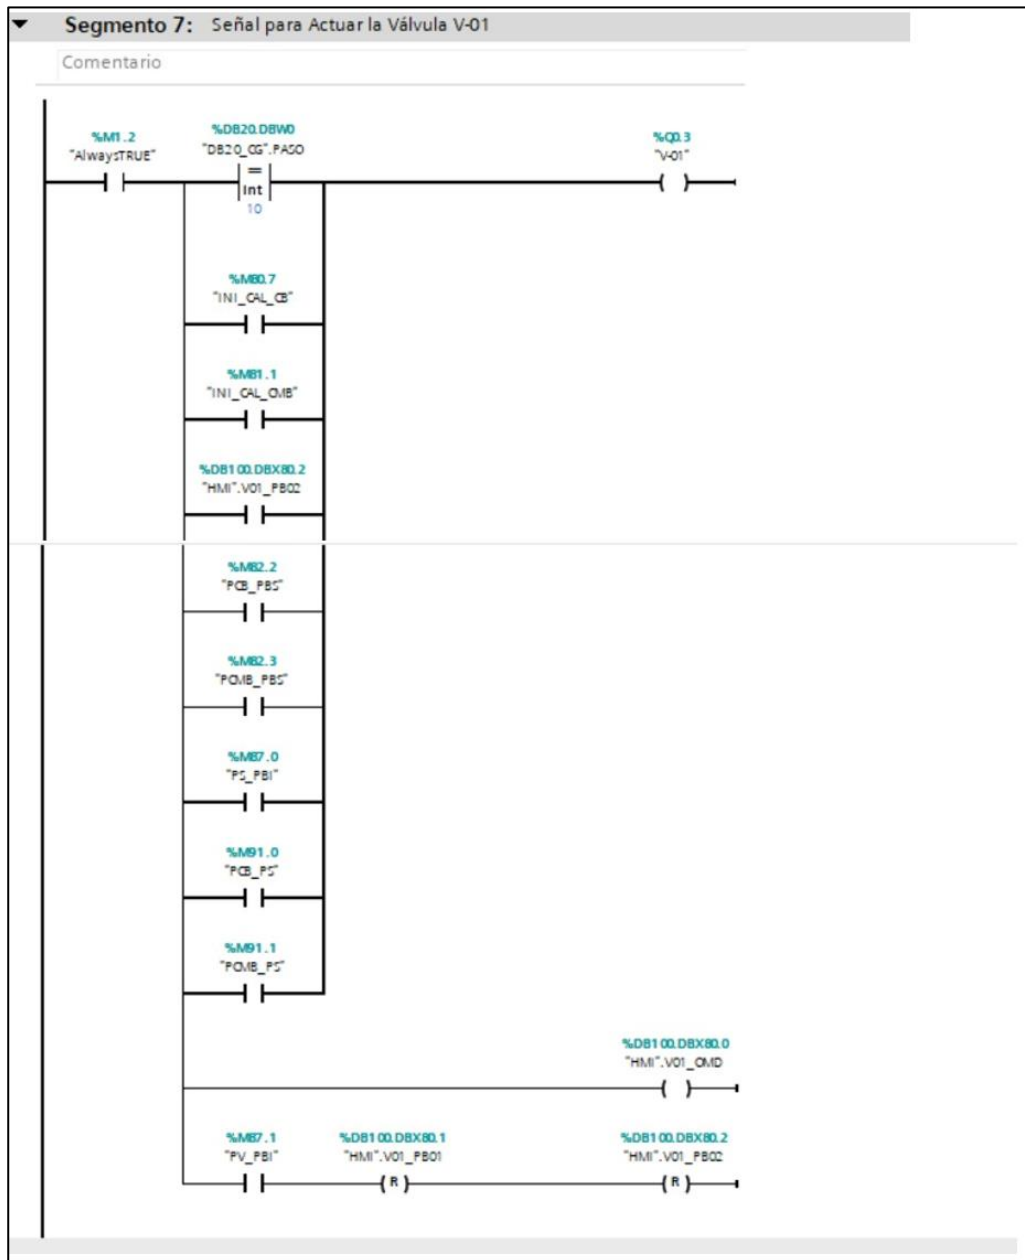 Segmento 7: Señal para Actuar la Válvula V-01
Comentario
%M1.2
"AlwaysTRUE"
%DB20.DBW0
"DB20_CG".PASO
=
Int
10
%Q0.3
"V-01"
( )
%M80.7
"INI_CAL_CB"
%M81.1
"INI_CAL_CMB"
%DB100.DBX80.2
"HMI".V01_PB02
%M82.2
"PCB_PBS"
%M82.3
"PCMB_PBS"
%M87.0
"PS_PBI"
%M91.0
"PCB_PS"
%M91.1
"PCMB_PS"
%DB100.DBX80.0
"HMI".V01_CMD
( )
%M87.1
"PV_PBI"
%DB100.DBX80.1
"HMI".V01_PB01
(R)
%DB100.DBX80.2
"HMI".V01_PB02
(R)